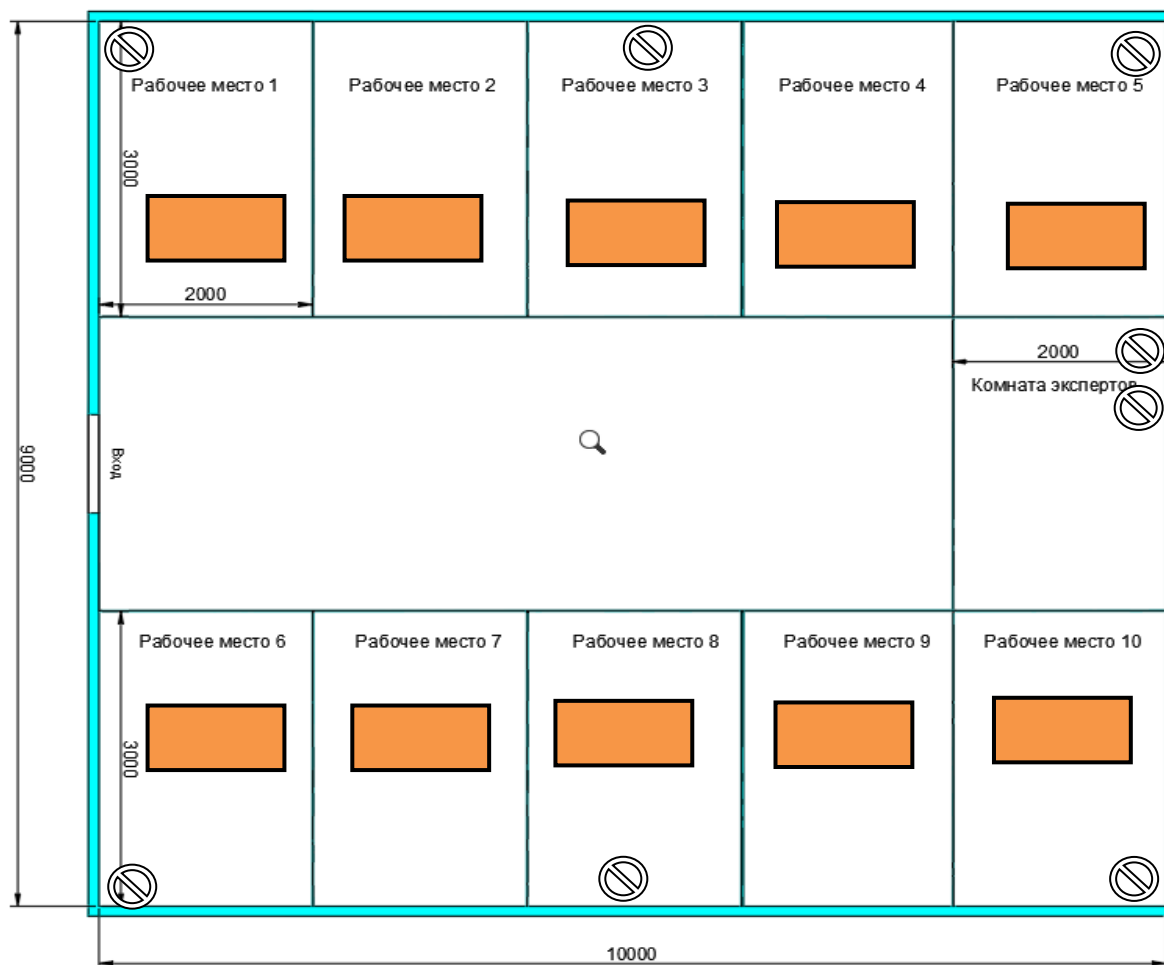 Рабочее место 1
Рабочее место 2
Рабочее место 3
Рабочее место 4
Рабочее место 5
3000
2000
2000
Комната экспертов
9000
Вход
Рабочее место 6
Рабочее место 7
Рабочее место 8
Рабочее место 9
Рабочее место 10
3000
10000